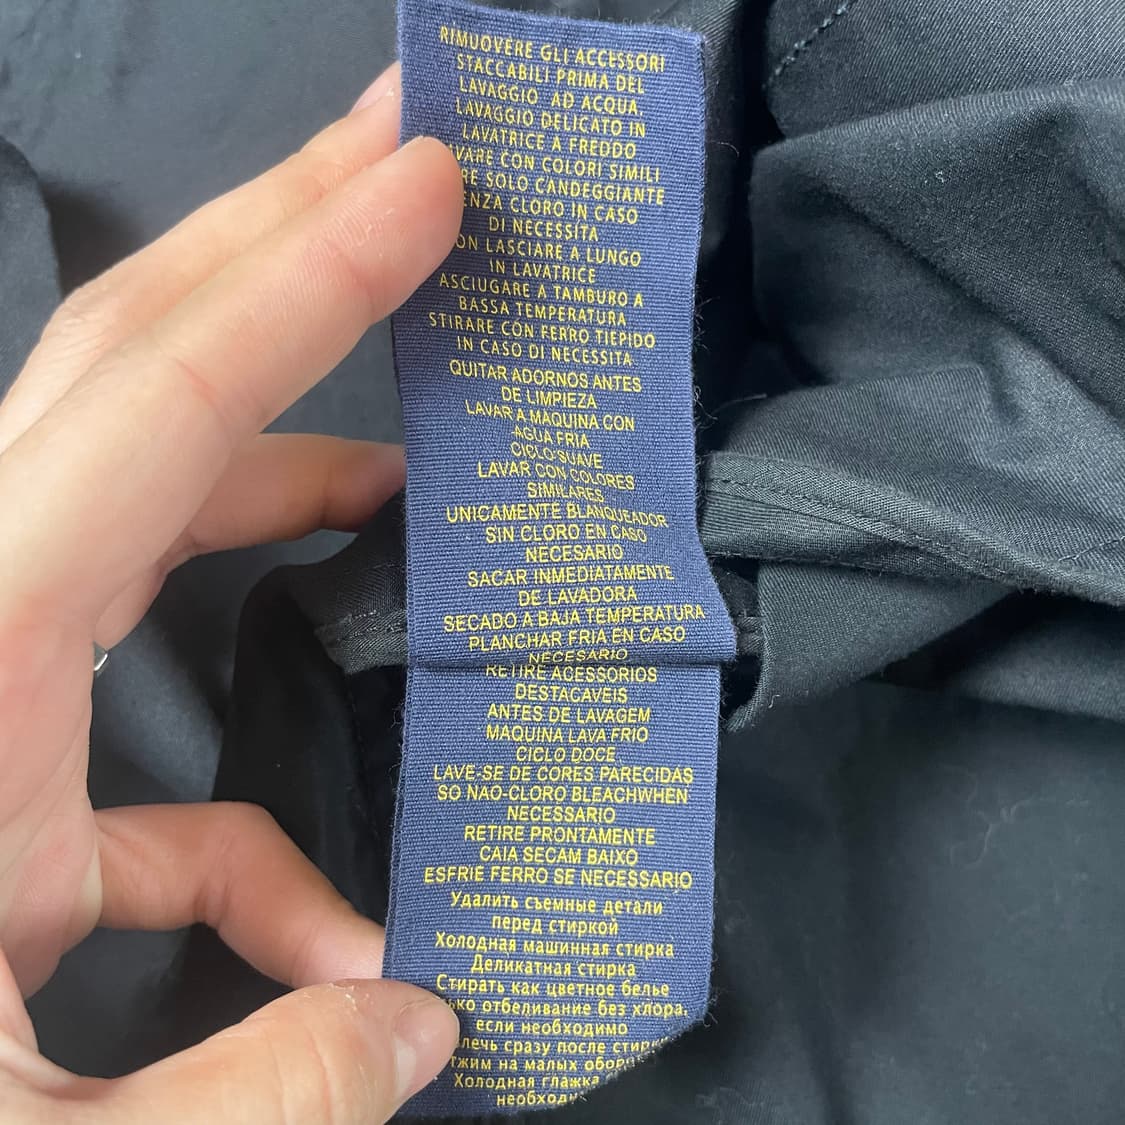 RIMUOVERE GLI ACCESSORI
STACCABILI PRIMA DEL
LAVAGGIO AD ACQUA.
LAVAGGIO DELICATO IN
LAVATRICE A FREDDO
CON COLORI SIMILI
SOLO CANDEGGIANTE
CLORO IN CASO
DI NECESSITA
LASCIARE A LUNGO
IN LAVATRICE
ASCIUGARE A TAMBURO A
BASSA TEMPERATURA
STIRARE CON FERRO TIEPIDO
IN CASO DI NECESSITA
QUITAR ADORNOS ANTES
DE LIMPIEZA
LAVAR A MAQUINA CON
AGUA FRIA
CICLO SUAVE
LAVAR CON COLORES
SIMILARES
UNICAMENTE BLANQUEADOR
SIN CLORO EN CASO
NECESARIO
SACAR INMEDIATAMENTE
DE LAVADORA
SECADO A BAJA TEMPERATURA
PLANCHAR FRIA EN CASO
NECESARIO
RETIRE ACESSORIOS
DESTACAVEIS
ANTES DE LAVAGEM
MAQUINA LAVA FRIO
CICLO DOCE
LAVE-SE DE CORES PARECIDAS
SO NAO-CLORO BLEACHWHEN
NECESSARIO
RETIRE PRONTAMENTE
CAIA SECAM BAIXO
ESFRIE FERRO SE NECESSARIO
Удалить съемные детали
перед стиркой
Холодная машинная стирка
Деликатная стирка
Стирать как цветное белье
отбеливание без хлора,
если необходимо
сразу после
на малых
Холодная глажка